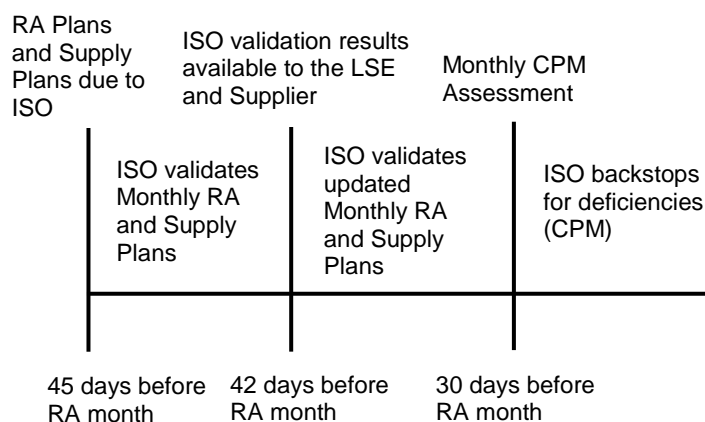 RA Plans
and Supply
Plans due to
ISO
ISO validation results
available to the LSE
and Supplier
Monthly CPM
Assessment
ISO validates
Monthly RA
and Supply
Plans
ISO validates
updated
Monthly RA
and Supply
Plans
ISO backstops
for deficiencies
(CPM)
45 days before
RA month
42 days before
RA month
30 days before
RA month